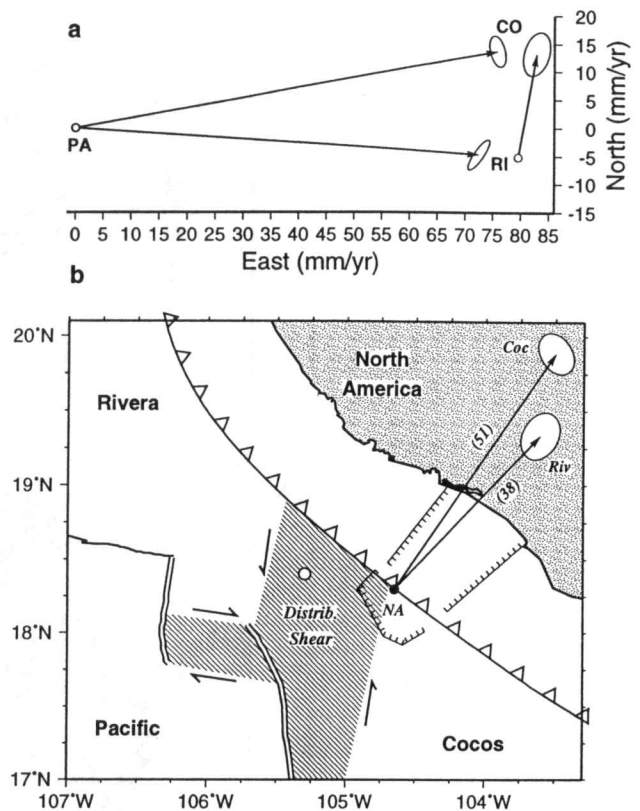 a
CO
PA
RI
20
15
10
5
0
-5
-10
-15
North (mm/yr)
0 5 10 15 20 25 30 35 40 45 50 55 60 65 70 75 80 85
East (mm/yr)
b
20°N
19°N
18°N
17°N
North
America
Rivera
Coc
(51)
Riv
(38)
NA
Distrib.
Shear
Pacific
Cocos
107°W 106°W 105°W 104°W